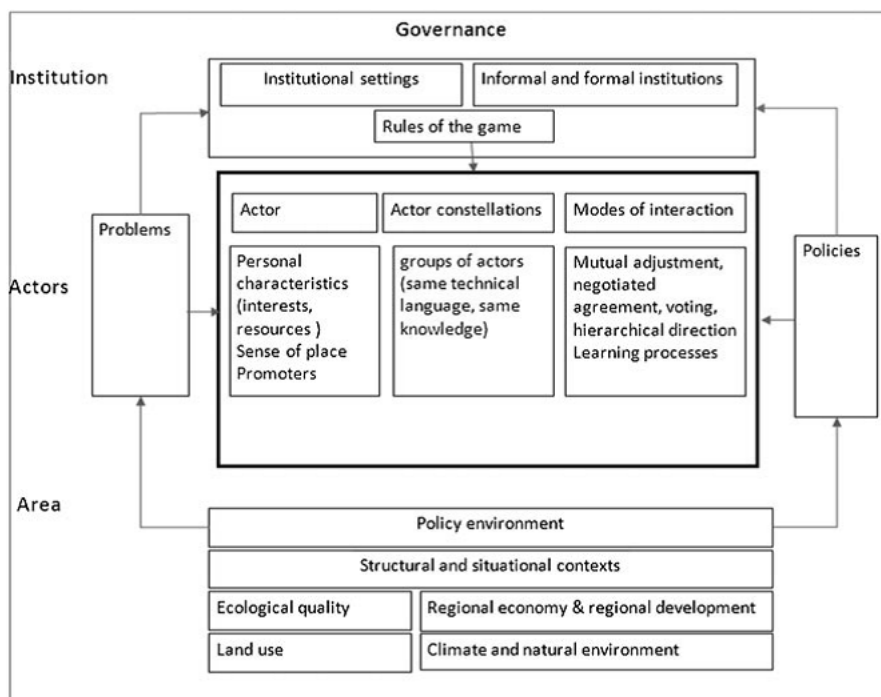 Governance
Institution
Institutional settings
Informal and formal institutions
Rules of the game
Problems
Actors
Actor
Personal
characteristics
(interests,
resources )
Sense of place
Promoters
Actor constellations
groups of actors
(same technical
language, same
knowledge)
Modes of interaction
Mutual adjustment,
negotiated
agreement, voting,
hierarchical direction
Learning processes
Policies
Area
Policy environment
Structural and situational contexts
Ecological quality
Regional economy & regional development
Land use
Climate and natural environment